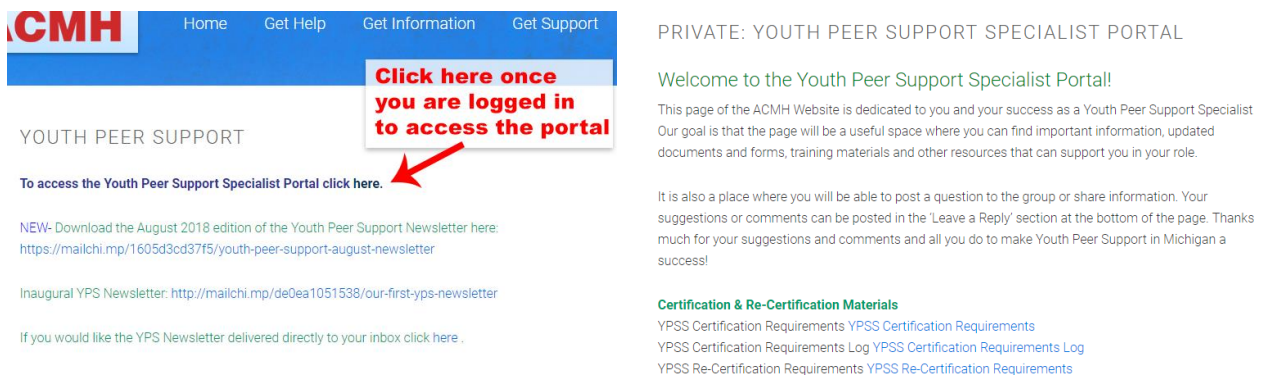 ACMH
Home Get Help Get Information Get Support
Click here once
you are logged in
to access the portal
YOUTH PEER SUPPORT
To access the Youth Peer Support Specialist Portal click here.
NEW- Download the August 2018 edition of the Youth Peer Support Newsletter here:
https://mailchi.mp/1605d3cd37f5/youth-peer-support-august-newsletter
Inaugural YPS Newsletter: http://mailchi.mp/de0ea1051538/our-first-yps-newsletter
If you would like the YPS Newsletter delivered directly to your inbox click here .
PRIVATE: YOUTH PEER SUPPORT SPECIALIST PORTAL
Welcome to the Youth Peer Support Specialist Portal!
This page of the ACMH Website is dedicated to you and your success as a Youth Peer Support Specialist
Our goal is that the page will be a useful space where you can find important information, updated
documents and forms, training materials and other resources that can support you in your role.
It is also a place where you will be able to post a question to the group or share information. Your
suggestions or comments can be posted in the 'Leave a Reply' section at the bottom of the page. Thanks
much for your suggestions and comments and all you do to make Youth Peer Support in Michigan a
success!
Certification & Re-Certification Materials
YPSS Certification Requirements YPSS Certification Requirements
YPSS Certification Requirements Log YPSS Certification Requirements Log
YPSS Re-Certification Requirements YPSS Re-Certification Requirements